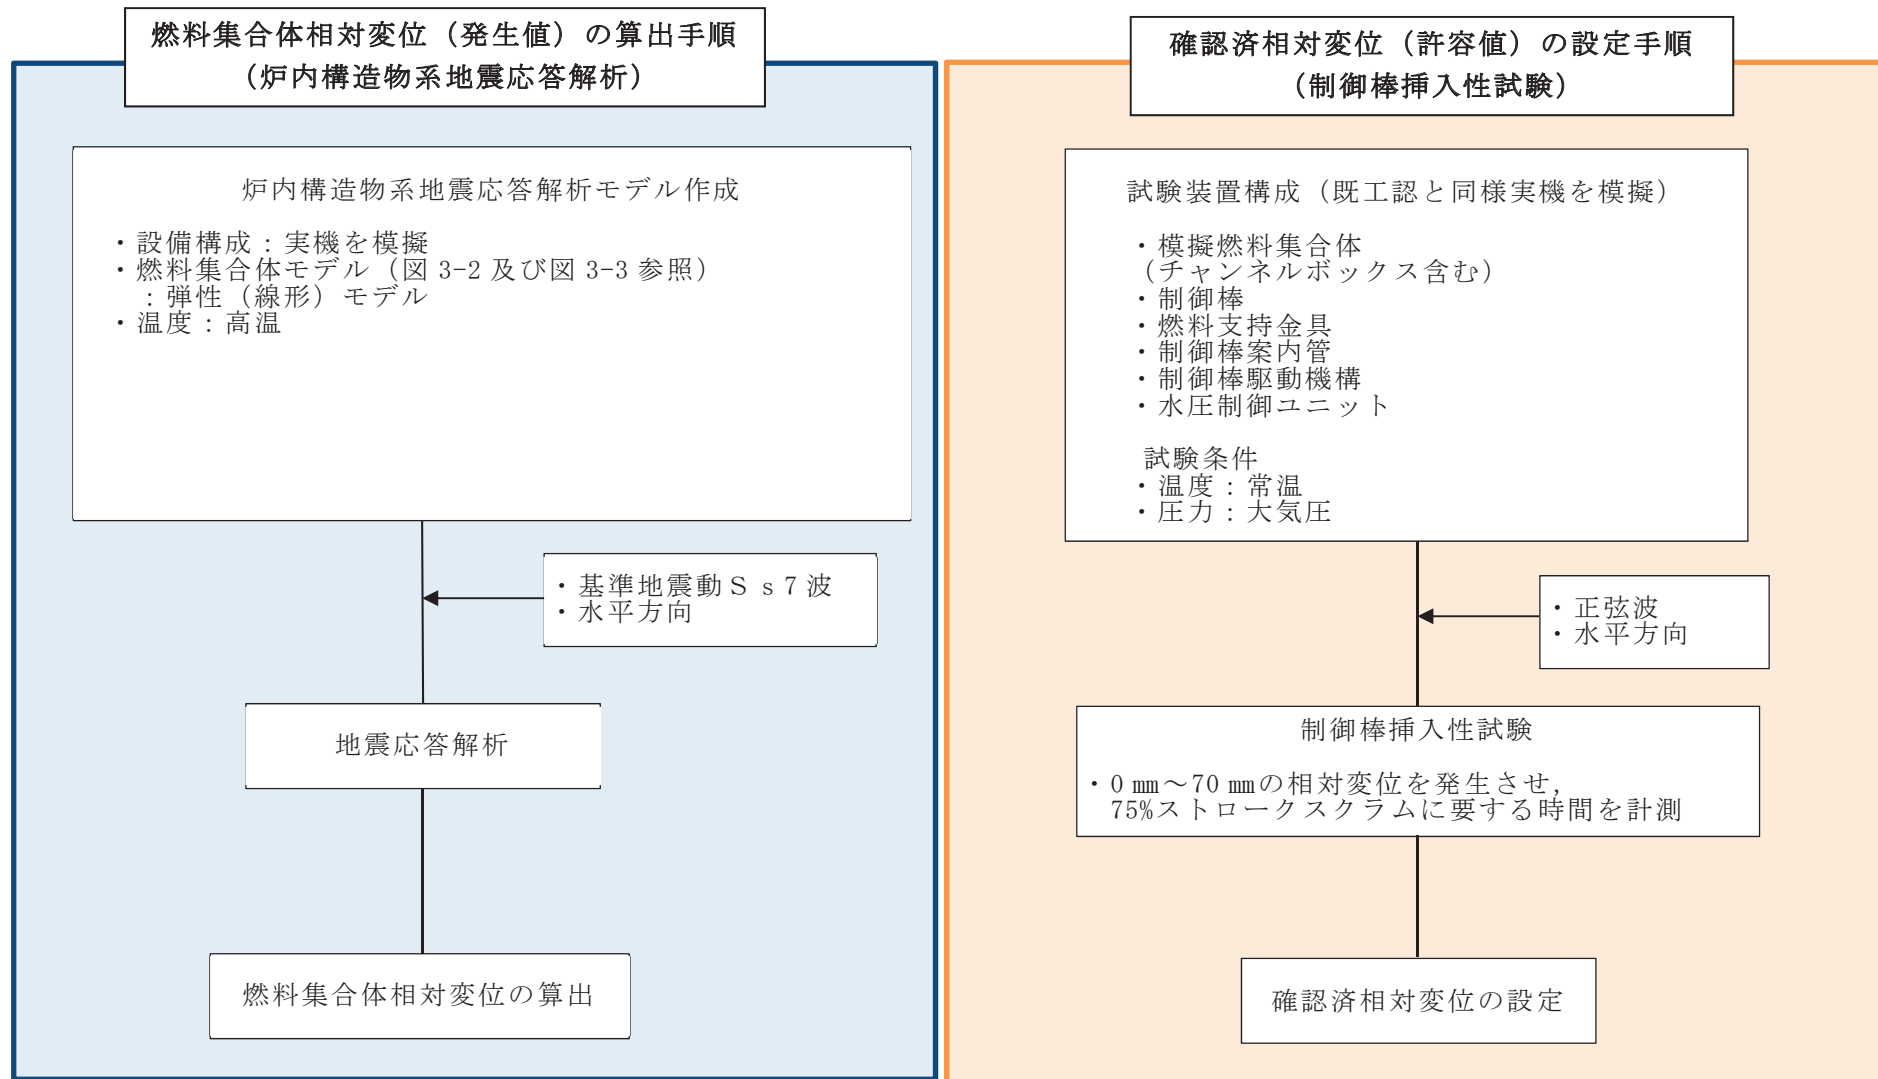 燃料集合体相対変位（発生値）の算出手順
（炉内構造物系地震応答解析）
炉内構造物系地震応答解析モデル作成
・設備構成：実機を模擬
・燃料集合体モデル（図 3-2 及び図 3-3 参照）
：弾性（線形）モデル
・温度：高温
・基準地震動Ｓｓ７波
・水平方向
地震応答解析
燃料集合体相対変位の算出
確認済相対変位（許容値）の設定手順
（制御棒挿入性試験）
試験装置構成（既工認と同様実機を模擬）
・模擬燃料集合体
（チャンネルボックス含む）
・制御棒
・燃料支持金具
・制御棒案内管
・制御棒駆動機構
・水圧制御ユニット
試験条件
・温度：常温
・圧力：大気圧
・正弦波
・水平方向
制御棒挿入性試験
・0 ㎜～70 ㎜の相対変位を発生させ，
75%ストロークスクラムに要する時間を計測
確認済相対変位の設定